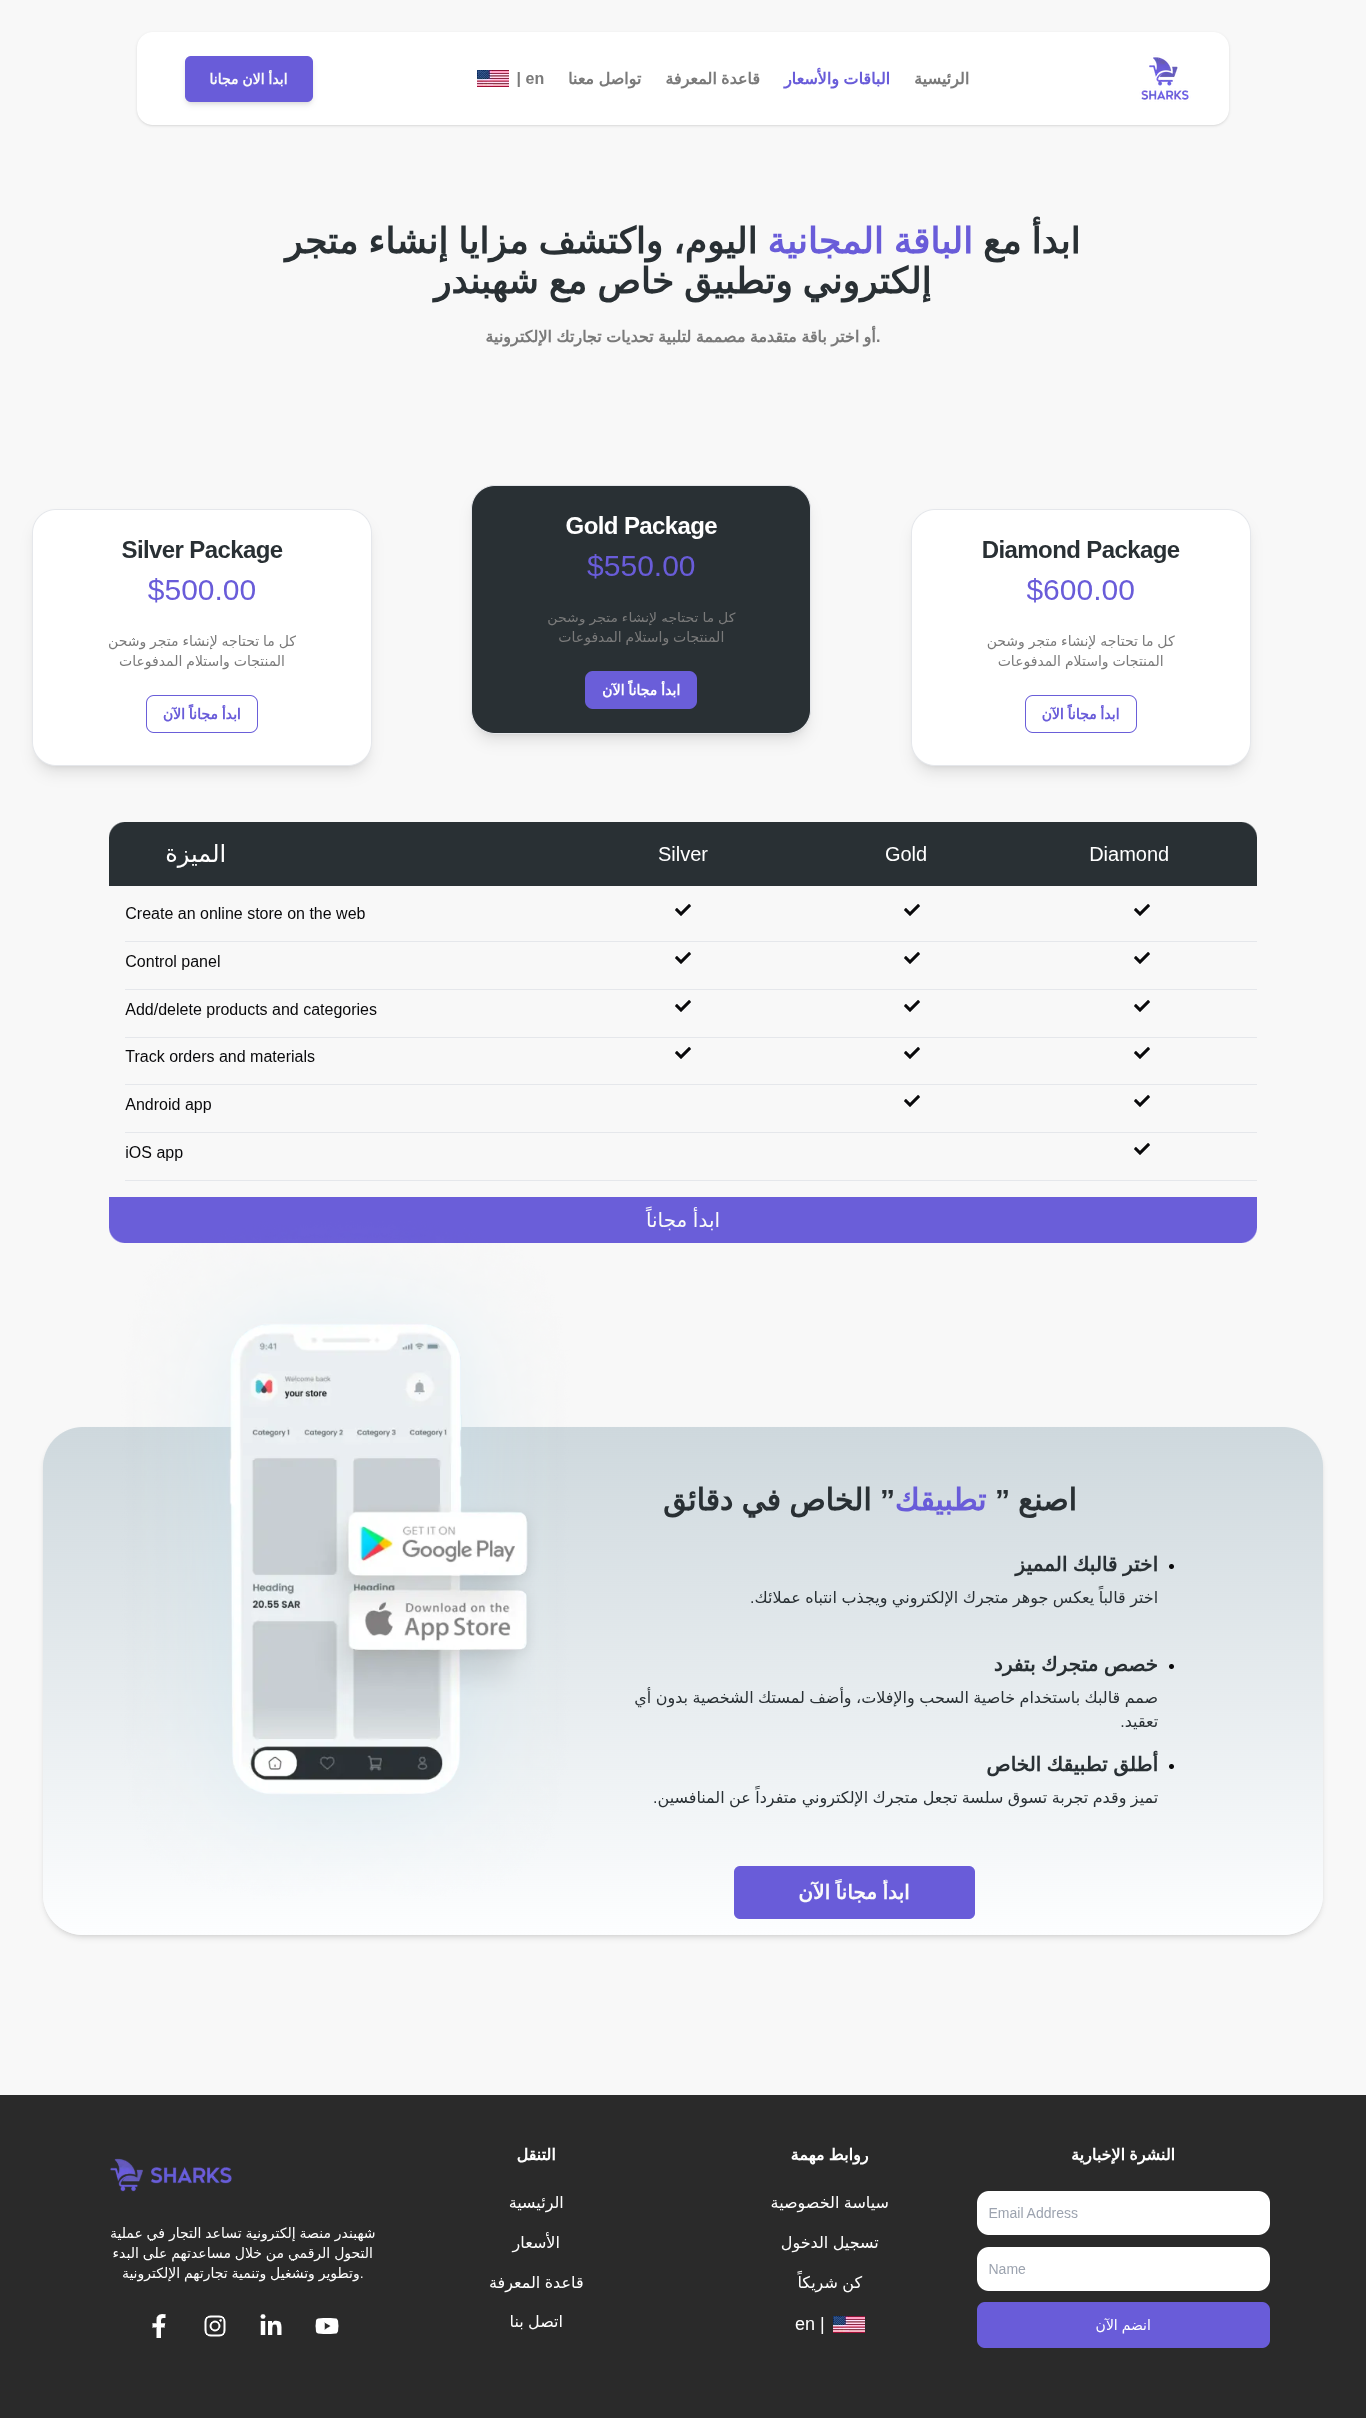 SHARKS
الرئيسية
الباقات والأسعار
قاعدة المعرفة
تواصل معنا
| en
ابدأ الان مجانا
ابدأ مع الباقة المجانية اليوم، واكتشف مزايا إنشاء متجر
إلكتروني وتطبيق خاص مع شهبندر
أو اختر باقة متقدمة مصممة لتلبية تحديات تجارتك الإلكترونية.
Silver Package
$500.00
كل ما تحتاجه لإنشاء متجر وشحن
المنتجات واستلام المدفوعات
ابدأ مجاناً الآن
Gold Package
$550.00
كل ما تحتاجه لإنشاء متجر وشحن
المنتجات واستلام المدفوعات
ابدأ مجاناً الآن
Diamond Package
$600.00
كل ما تحتاجه لإنشاء متجر وشحن
المنتجات واستلام المدفوعات
ابدأ مجاناً الآن
الميزة Silver Gold Diamond
Create an online store on the web
Control panel
Add/delete products and categories
Track orders and materials
Android app
iOS app
ابدأ مجاناً
9:41
Welcome back
your store
Category 1 Category 2 Category 3 Category 1
GET IT ON
Google Play
Heading Heading
20.55 SAR
Download on the
App Store
اصنع ” تطبيقك” الخاص في دقائق
اختر قالبك المميز
اختر قالباً يعكس جوهر متجرك الإلكتروني ويجذب انتباه عملائك.
خصص متجرك بتفرد
صمم قالبك باستخدام خاصية السحب والإفلات، وأضف لمستك الشخصية بدون أي
تعقيد.
أطلق تطبيقك الخاص
تميز وقدم تجربة تسوق سلسة تجعل متجرك الإلكتروني متفرداً عن المنافسين.
ابدأ مجاناً الآن
النشرة الإخبارية
Email Address
Name
انضم الآن
روابط مهمة
سياسة الخصوصية
تسجيل الدخول
كن شريكاً
en |
التنقل
الرئيسية
الأسعار
قاعدة المعرفة
اتصل بنا
SHARKS
شهبندر منصة إلكترونية تساعد التجار في عملية
التحول الرقمي من خلال مساعدتهم على البدء
وتطوير وتشغيل وتنمية تجارتهم الإلكترونية.